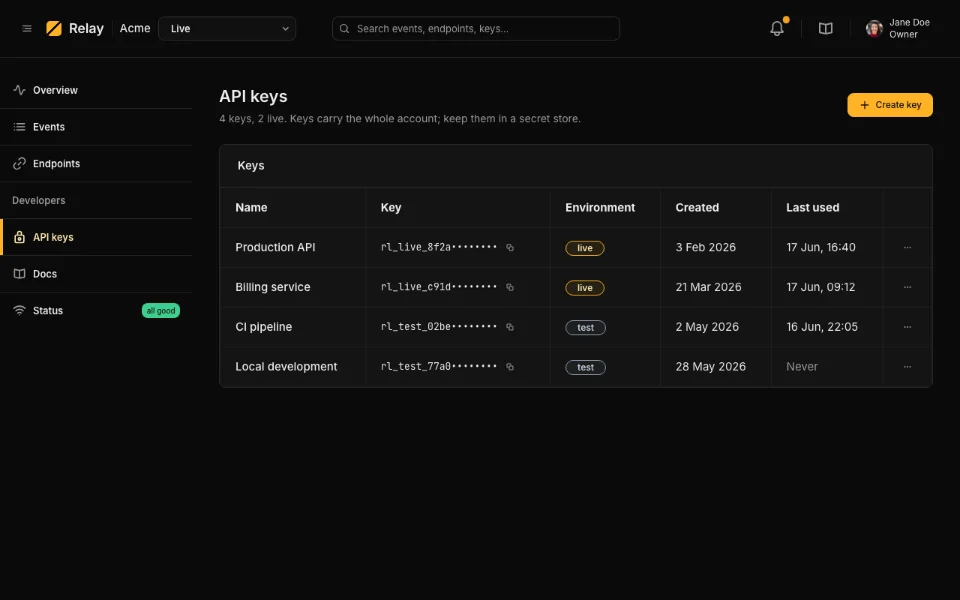 Relay
Acme
Live
Search events, endpoints, keys...
Jane Doe
Owner
Overview
Events
Endpoints
Developers
API keys
Docs
Status
all good
API keys
4 keys, 2 live. Keys carry the whole account; keep them in a secret store.
Create key
Keys
Name Key Environment Created Last used
Production API rl_live_8f2a•••••••• live 3 Feb 2026 17 Jun, 16:40
Billing service rl_live_c91d•••••••• live 21 Mar 2026 17 Jun, 09:12
CI pipeline rl_test_02be•••••••• test 2 May 2026 16 Jun, 22:05
Local development rl_test_77a0•••••••• test 28 May 2026 Never